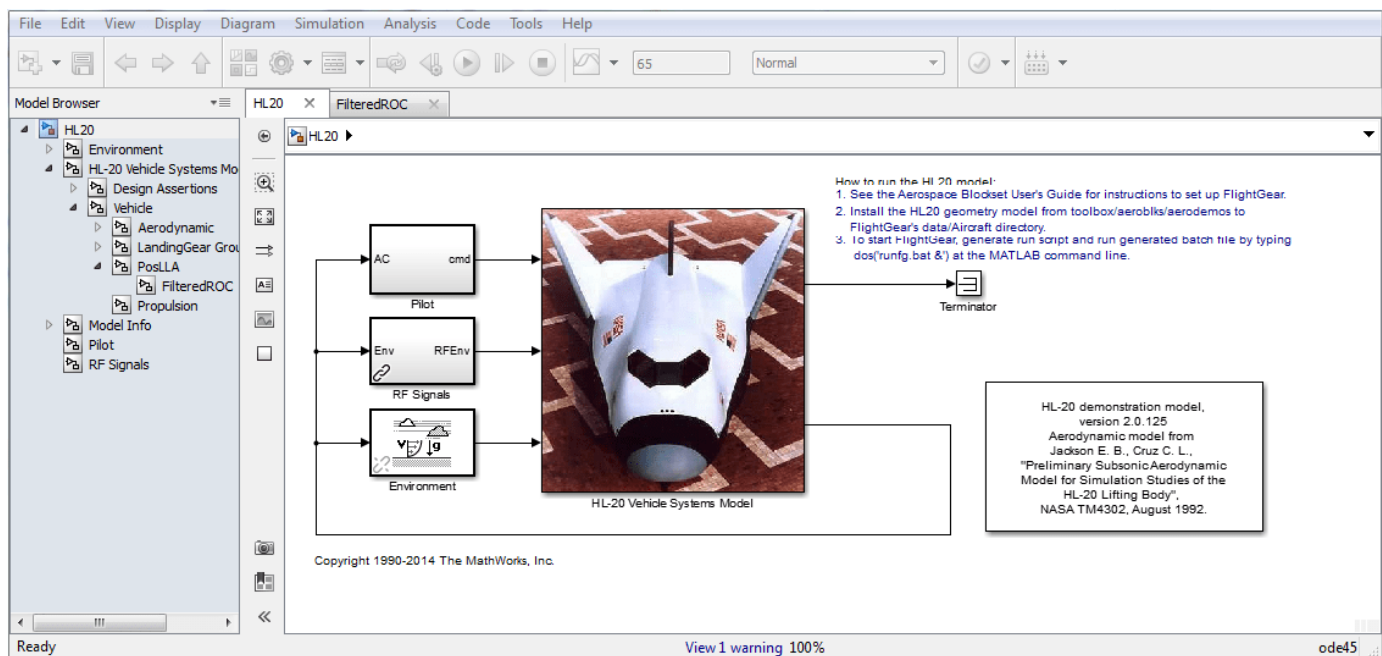 File Edit View Display Diagram Simulation Analysis Code Tools Help
65 Normal
Model Browser
HL20 FilteredROC
HL20
Environment
HL-20 Vehicle Systems Mo
Design Assertions
Vehicle
Aerodynamic
LandingGear Grou
PosLLA
FilteredROC
Propulsion
Model Info
Pilot
RF Signals
HL20
How to run the HL20 model:
1. See the Aerospace Blockset User's Guide for instructions to set up FlightGear.
2. Install the HL20 geometry model from toolbox/aeroblks/aerodemos to
FlightGear's data/Aircraft directory.
3. To start FlightGear, generate run script and run generated batch file by typing
dos('runfg.bat &') at the MATLAB command line.
AC cmd
Pilot
Env RFEnv
RF Signals
V g
Environment
HL-20 Vehicle Systems Model
Terminator
HL-20 demonstration model,
version 2.0.125
Aerodynamic model from
Jackson E. B., Cruz C. L.,
"Preliminary Subsonic Aerodynamic
Model for Simulation Studies of the
HL-20 Lifting Body",
NASA TM4302, August 1992.
Copyright 1990-2014 The MathWorks, Inc.
Ready View 1 warning 100% ode45